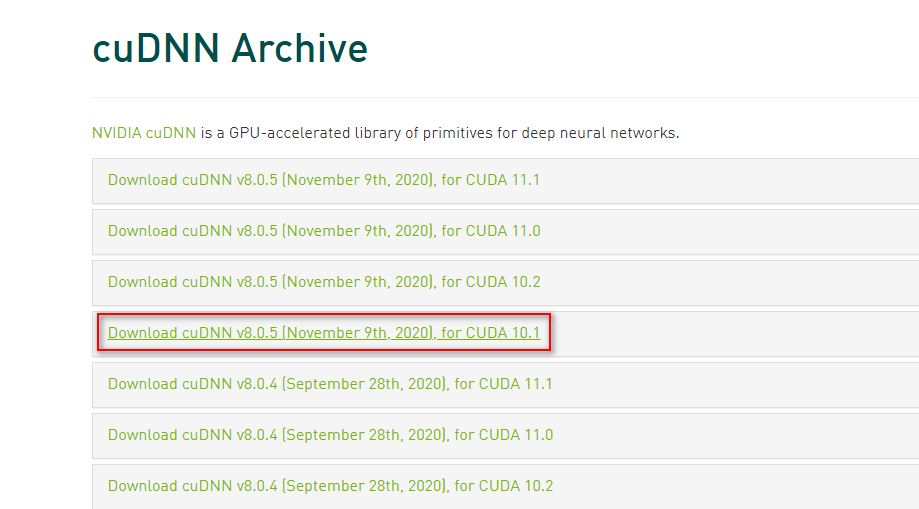 cuDNN Archive
NVIDIA cuDNN is a GPU-accelerated library of primitives for deep neural networks.
Download cuDNN v8.0.5 (November 9th, 2020), for CUDA 11.1
Download cuDNN v8.0.5 (November 9th, 2020), for CUDA 11.0
Download cuDNN v8.0.5 (November 9th, 2020), for CUDA 10.2
Download cuDNN v8.0.5 (November 9th, 2020), for CUDA 10.1
Download cuDNN v8.0.4 (September 28th, 2020), for CUDA 11.1
Download cuDNN v8.0.4 (September 28th, 2020), for CUDA 11.0
Download cuDNN v8.0.4 (September 28th, 2020), for CUDA 10.2